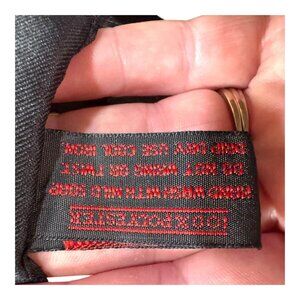 100% POLYESTER
HAND WASH WITH MILD SOAP
DO NOT WRING OR TWIST
DRIP DRY USE COOL IRON